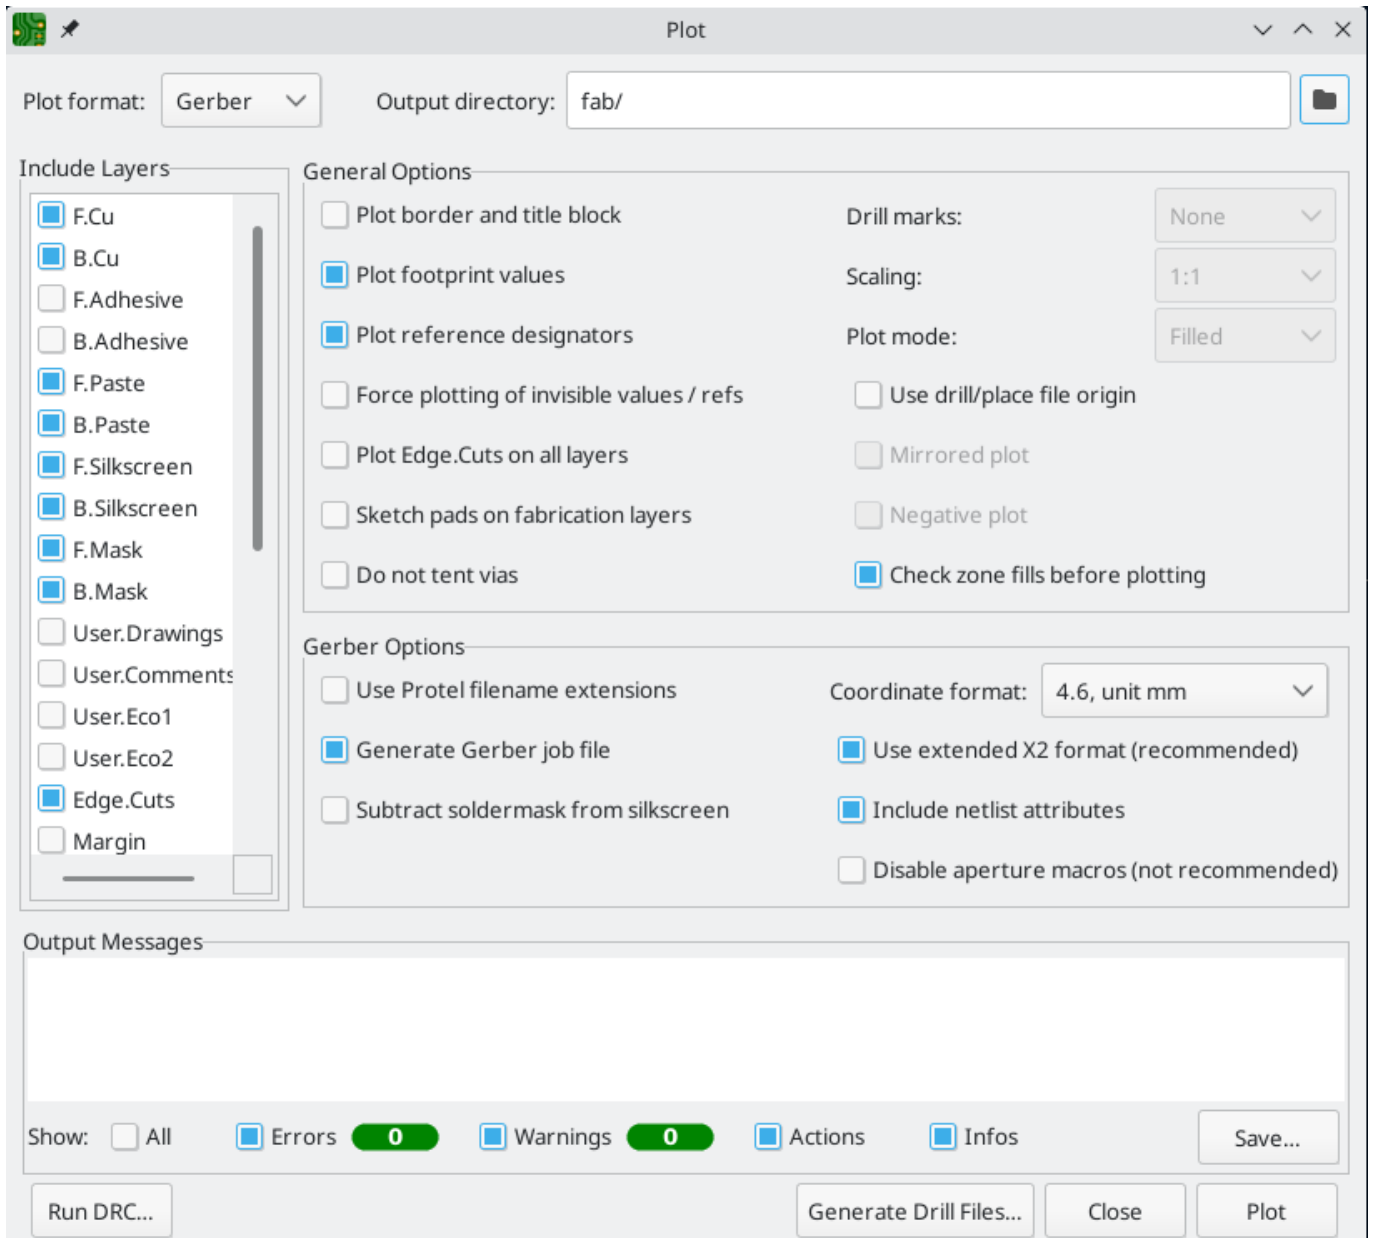 Plot
Plot format: Gerber Output directory: fab/
Include Layers
F.Cu
B.Cu
F.Adhesive
B.Adhesive
F.Paste
B.Paste
F.Silkscreen
B.Silkscreen
F.Mask
B.Mask
User.Drawings
User.Comments
User.Eco1
User.Eco2
Edge.Cuts
Margin
General Options
Plot border and title block
Plot footprint values
Plot reference designators
Force plotting of invisible values / refs
Plot Edge.Cuts on all layers
Sketch pads on fabrication layers
Do not tent vias
Drill marks: None
Scaling: 1:1
Plot mode: Filled
Use drill/place file origin
Mirrored plot
Negative plot
Check zone fills before plotting
Gerber Options
Use Protel filename extensions
Generate Gerber job file
Subtract soldermask from silkscreen
Coordinate format: 4.6, unit mm
Use extended X2 format (recommended)
Include netlist attributes
Disable aperture macros (not recommended)
Output Messages
Show: All Errors 0 Warnings 0 Actions Infos Save...
Run DRC... Generate Drill Files... Close Plot